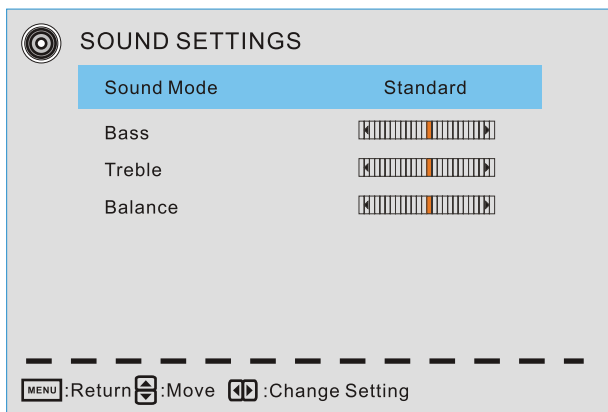 SOUND SETTINGS
Sound Mode Standard
Bass
Treble
Balance
MENU :Return :Move :Change Setting